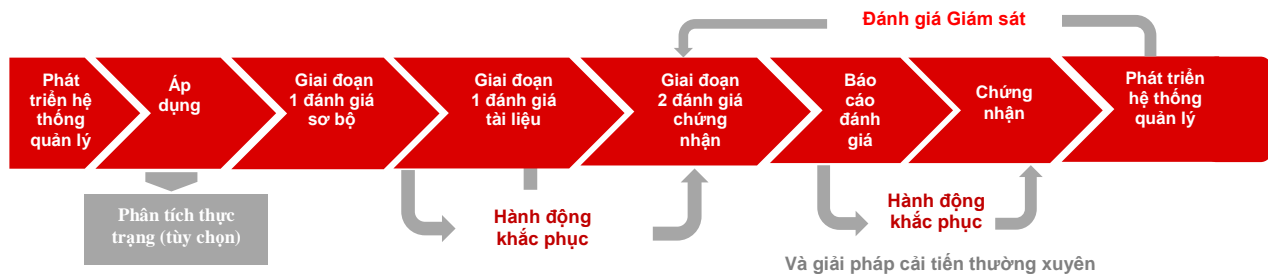 Đánh giá Giám sát
Phát
triển hệ
thống
quản lý
Áp
dụng
Giai đoạn
1 đánh giá
sơ bộ
Giai đoạn
1 đánh giá
tài liệu
Giai đoạn
2 đánh giá
chứng
nhận
Báo
cáo
đánh
giá
Chứng
nhận
Phát triển
hệ thống
quản lý
Phân tích thực
trạng (tùy chọn)
Hành động
khắc phục
Hành động
khắc phục
Và giải pháp cải tiến thường xuyên